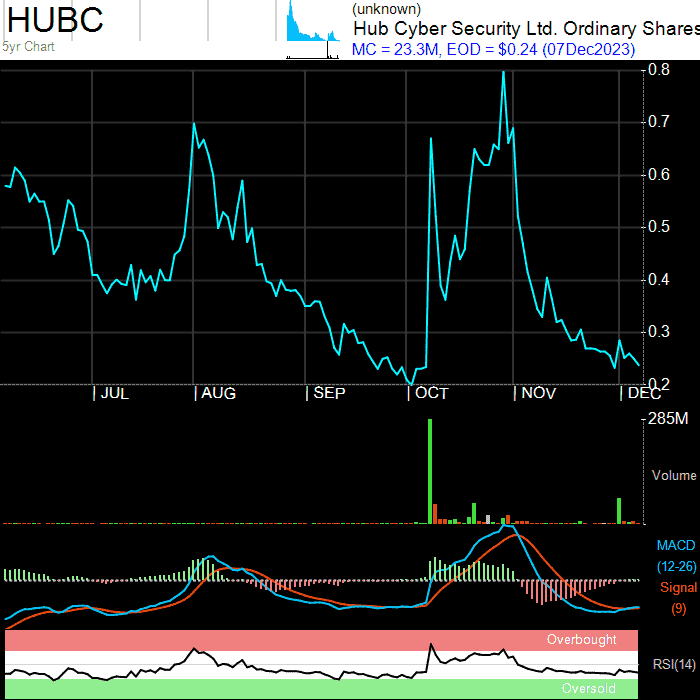 HUBC
5yr Chart
(unknown)
Hub Cyber Security Ltd. Ordinary Shares
MC = 23.3M, EOD = $0.24 (07Dec2023)
0.8
0.7
0.6
0.5
0.4
0.3
0.2
JUL AUG SEP OCT NOV DEC
285M
Volume
MACD
(12-26)
Signal
(9)
Overbought
RSI(14)
Oversold